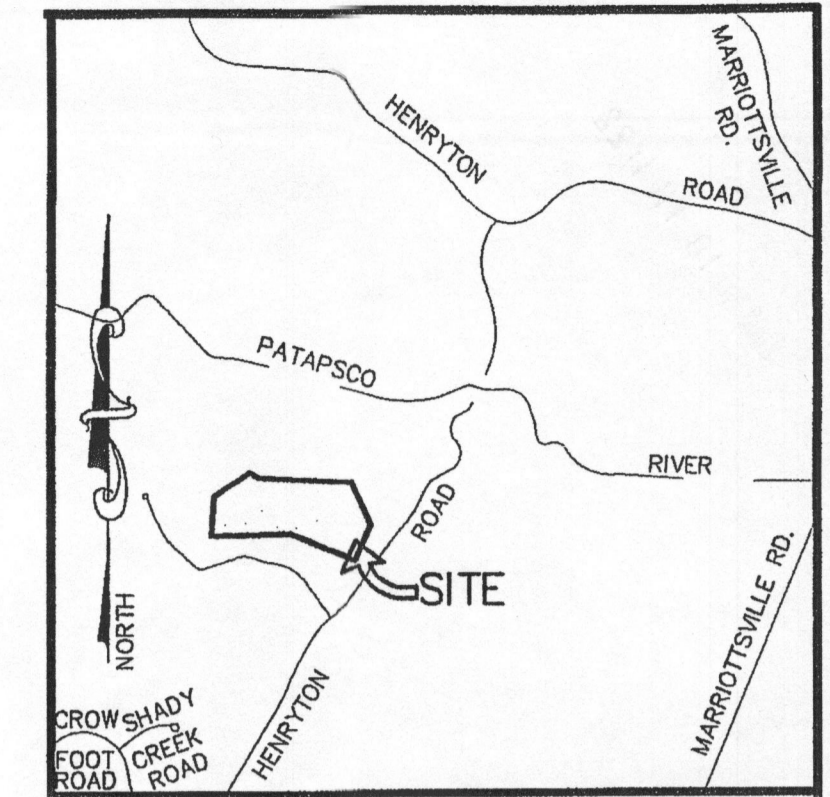 MARRIOTTSVILLE
RD.
HENRYTON
ROAD
PATAPSCO
RIVER
ROAD
SITE
NORTH
MARRIOTTSVILLE RD.
HENRYTON
CROW
FOOT
ROAD
SHADY
CREEK
ROAD